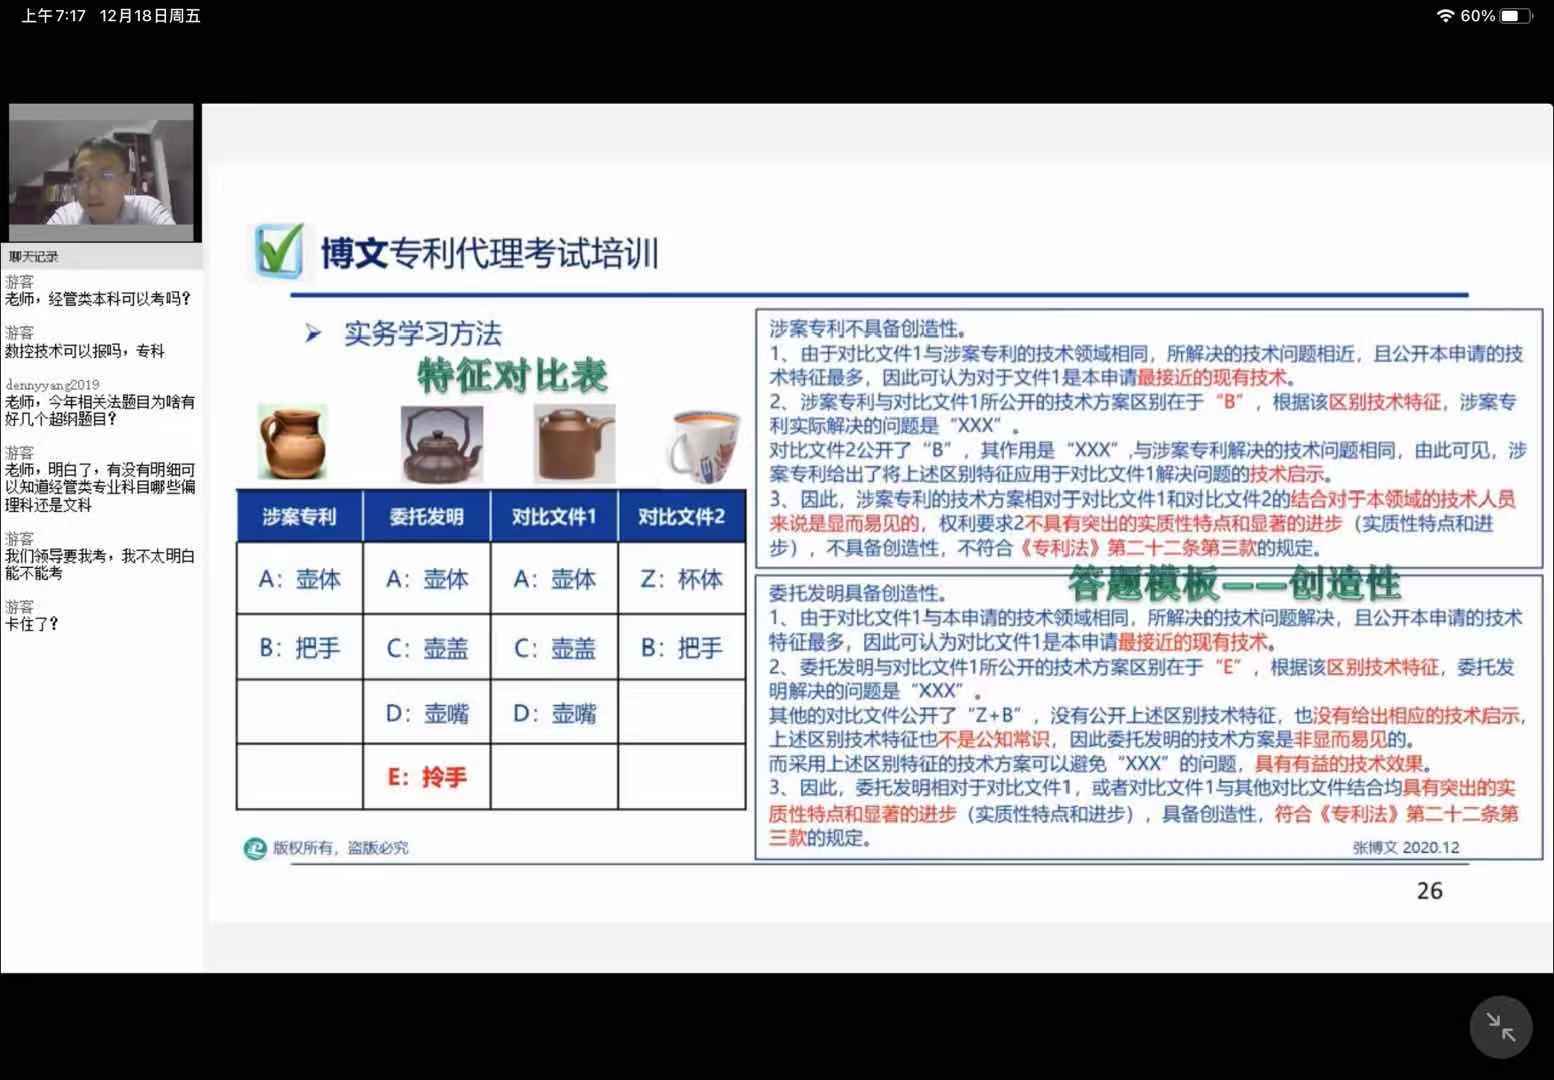 上午7:17 12月18日周五
60%
聊天记录
游客
老师，经管类本科可以考吗？
游客
数控技术可以报吗，专科
dennyyang2019
老师，今年相关法题目为啥有
好几个超纲题目？
游客
老师，明白了，有没有明细可
以知道经管类专业科目哪些偏
理科还是文科
游客
我们领导要我考，我不太明白
能不能考
游客
卡住了？
博文专利代理考试培训
实务学习方法
特征对比表
涉案专利 委托发明 对比文件1 对比文件2
A：壶体 A：壶体 A：壶体 Z：杯体
B：把手 C：壶盖 C：壶盖 B：把手
D：壶嘴 D：壶嘴
E：拎手
版权所有，盗版必究
涉案专利不具备创造性。
1、由于对比文件1与涉案专利的技术领域相同，所解决的技术问题相近，且公开本申请的技
术特征最多，因此可认为对于文件1是本申请最接近的现有技术。
2、涉案专利与对比文件1所公开的技术方案区别在于“B”，根据该区别技术特征，涉案专
利实际解决的问题是“XXX”。
对比文件2公开了“B”，其作用是“XXX”,与涉案专利解决的技术问题相同，由此可见，涉
案专利给出了将上述区别特征应用于对比文件1解决问题的技术启示。
3、因此，涉案专利的技术方案相对于对比文件1和对比文件2的结合对于本领域的技术人员
来说是显而易见的，权利要求2不具有突出的实质性特点和显著的进步（实质性特点和进
步），不具备创造性，不符合《专利法》第二十二条第三款的规定。
答题模板——创造性
委托发明具备创造性。
1、由于对比文件1与本申请的技术领域相同，所解决的技术问题解决，且公开本申请的技术
特征最多，因此可认为对比文件1是本申请最接近的现有技术。
2、委托发明与对比文件1所公开的技术方案区别在于“E”，根据该区别技术特征，委托发
明解决的问题是“XXX”。
其他的对比文件公开了“Z+B”，没有公开上述区别技术特征，也没有给出相应的技术启示，
上述区别技术特征也不是公知常识，因此委托发明的技术方案是非显而易见的。
而采用上述区别特征的技术方案可以避免“XXX”的问题，具有有益的技术效果。
3、因此，委托发明相对于对比文件1，或者对比文件1与其他对比文件结合均具有突出的实
质性特点和显著的进步（实质性特点和进步），具备创造性，符合《专利法》第二十二条第
三款的规定。
张博文 2020.12
26